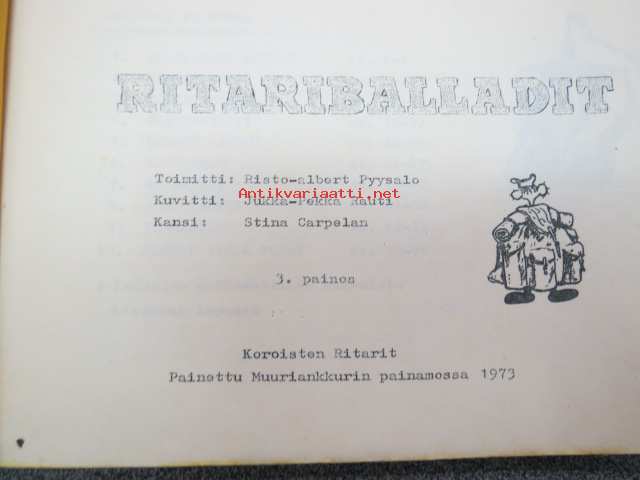 RITARIBALLADIT
Toimitti: Risto-albert Pyysalo
Antikvariaatti.net
Kuvitti: Jukka-Pekka Rauti
Kansi: Stina Carpelan
3. painos
Koroisten Ritarit
Painettu Muuriankkurin painamossa 1973